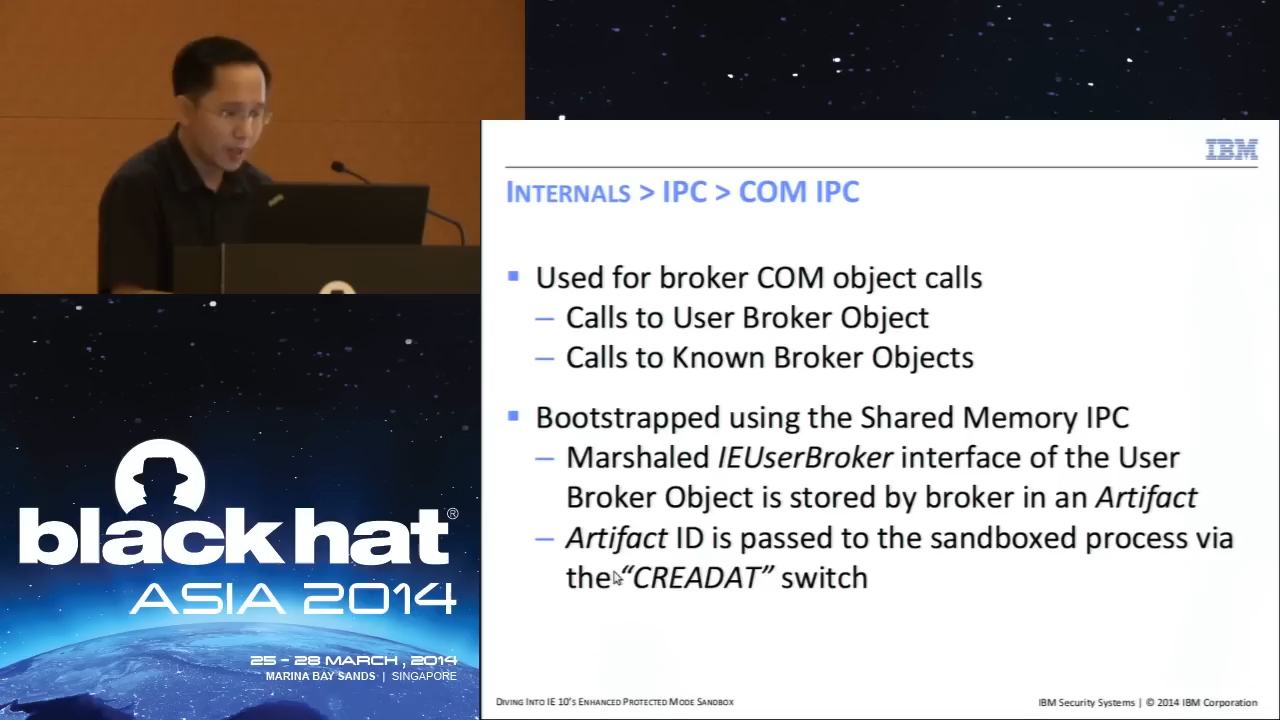 IBM
INTERNALS > IPC > COM IPC
▪ Used for broker COM object calls
– Calls to User Broker Object
– Calls to Known Broker Objects
▪ Bootstrapped using the Shared Memory IPC
– Marshaled IEUserBroker interface of the User
Broker Object is stored by broker in an Artifact
– Artifact ID is passed to the sandboxed process via
the “CREADAT” switch
DIVING INTO IE 10'S ENHANCED PROTECTED MODE SANDBOX
IBM Security Systems | © 2014 IBM Corporation
black hat®
ASIA 2014
25 - 28 MARCH, 2014
MARINA BAY SANDS | SINGAPORE